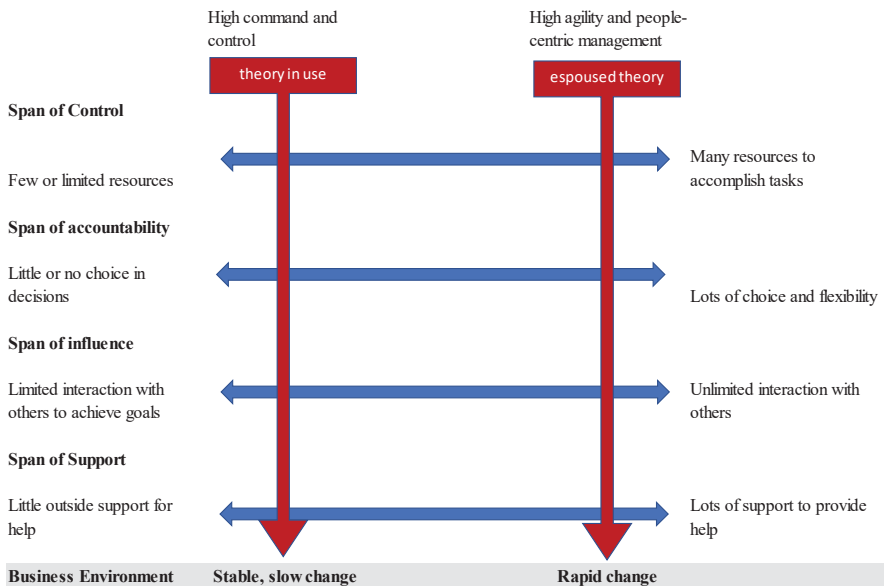 High command and
control
High agility and people-
centric management
theory in use
espoused theory
Span of Control
Few or limited resources
Many resources to
accomplish tasks
Span of accountability
Little or no choice in
decisions
Lots of choice and flexibility
Span of influence
Limited interaction with
others to achieve goals
Unlimited interaction with
others
Span of Support
Little outside support for
help
Lots of support to provide
help
Business Environment Stable, slow change Rapid change